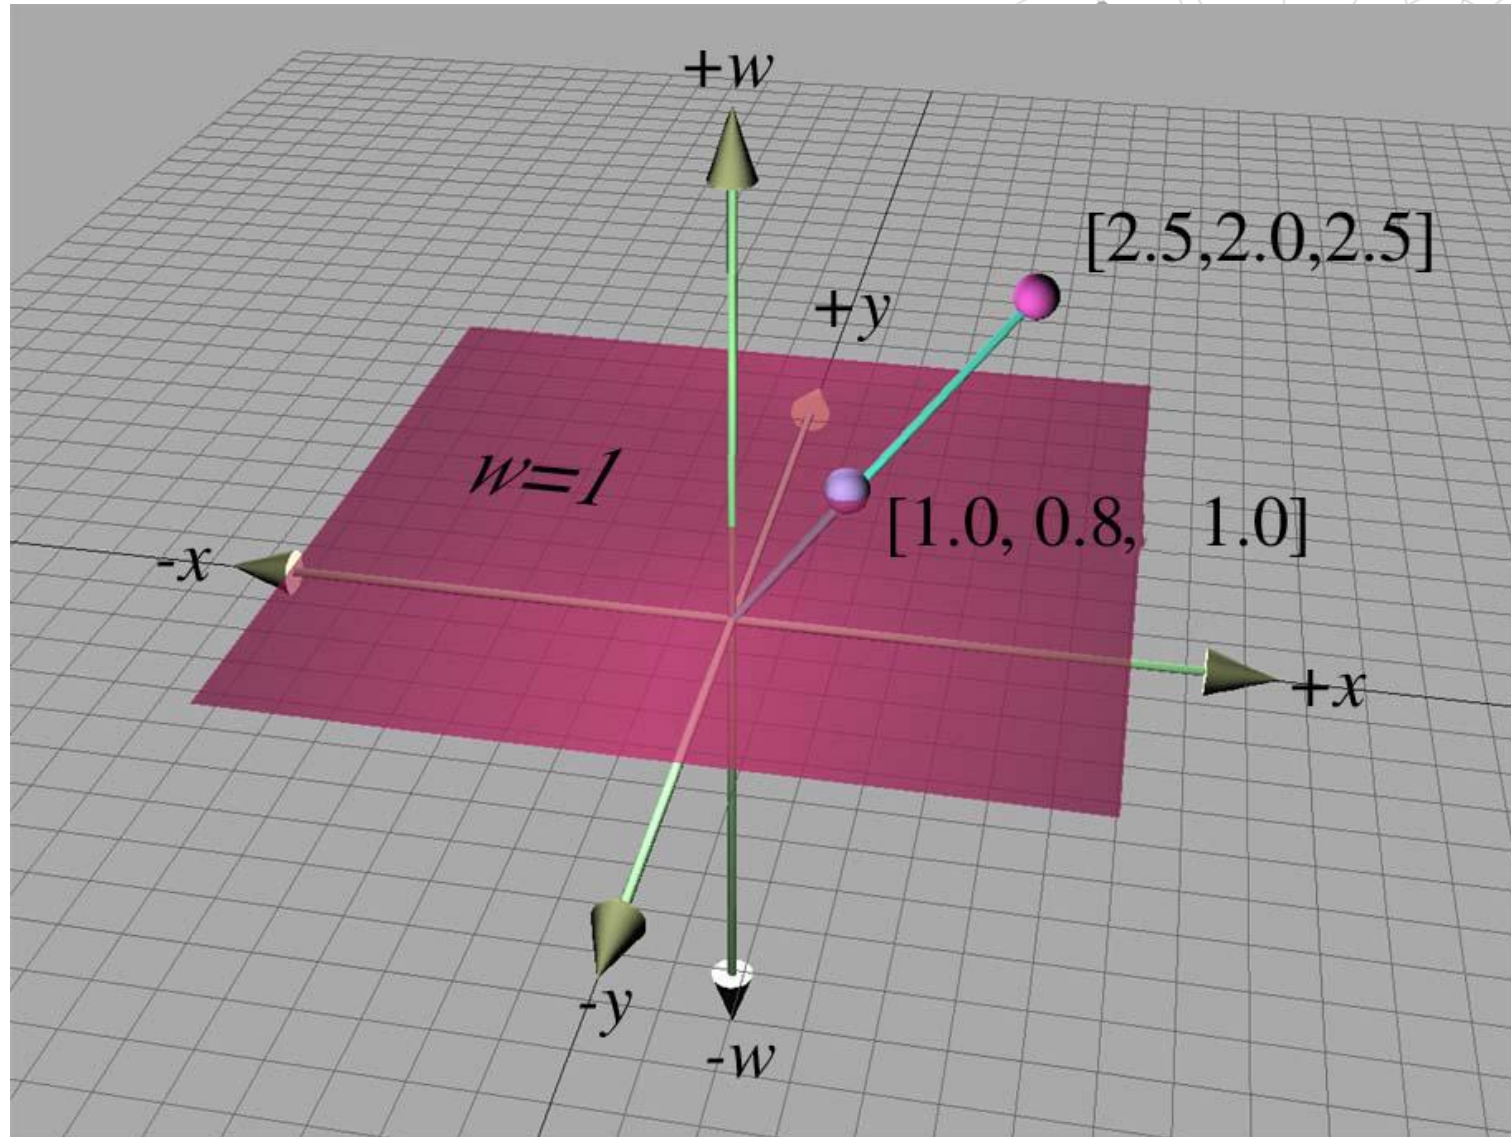 +w
[2.5,2.0,2.5]
+y
w=1
[1.0, 0.8, 1.0]
-x
+x
-y
-w